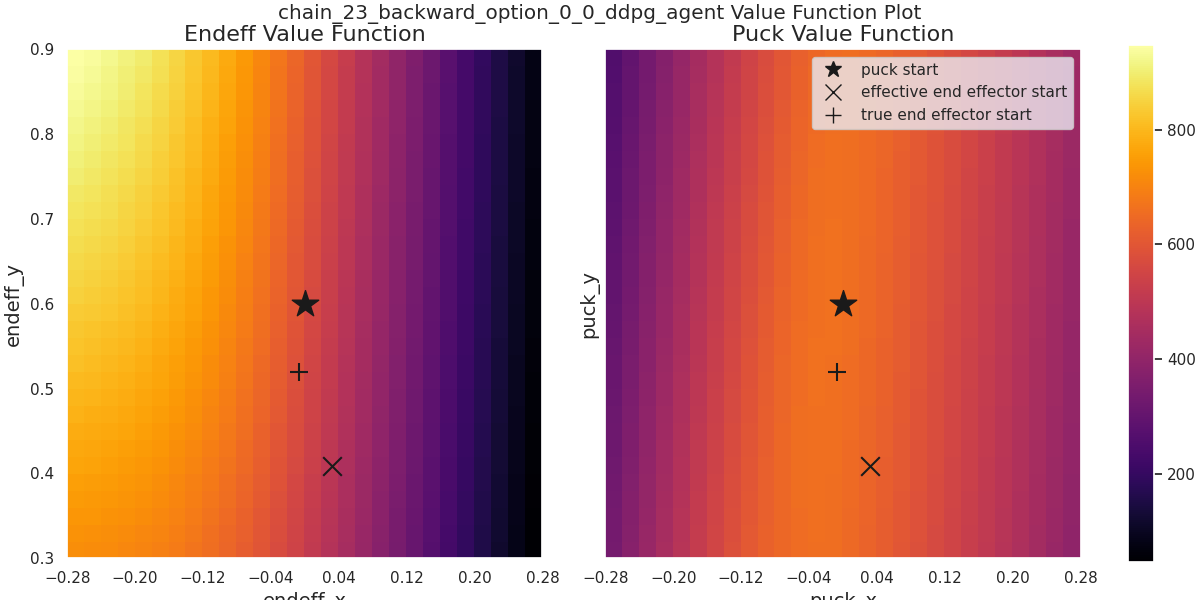 chain_23_backward_option_0_0_ddpg_agent Value Function Plot
Endeff Value Function
Puck Value Function
puck start
effective end effector start
true end effector start
endeff_y
0.9
0.8
0.7
0.6
0.5
0.4
0.3
−0.28 −0.20 −0.12 −0.04 0.04 0.12 0.20 0.28
endeff_x
puck_y
−0.28 −0.20 −0.12 −0.04 0.04 0.12 0.20 0.28
puck_x
800
600
400
200